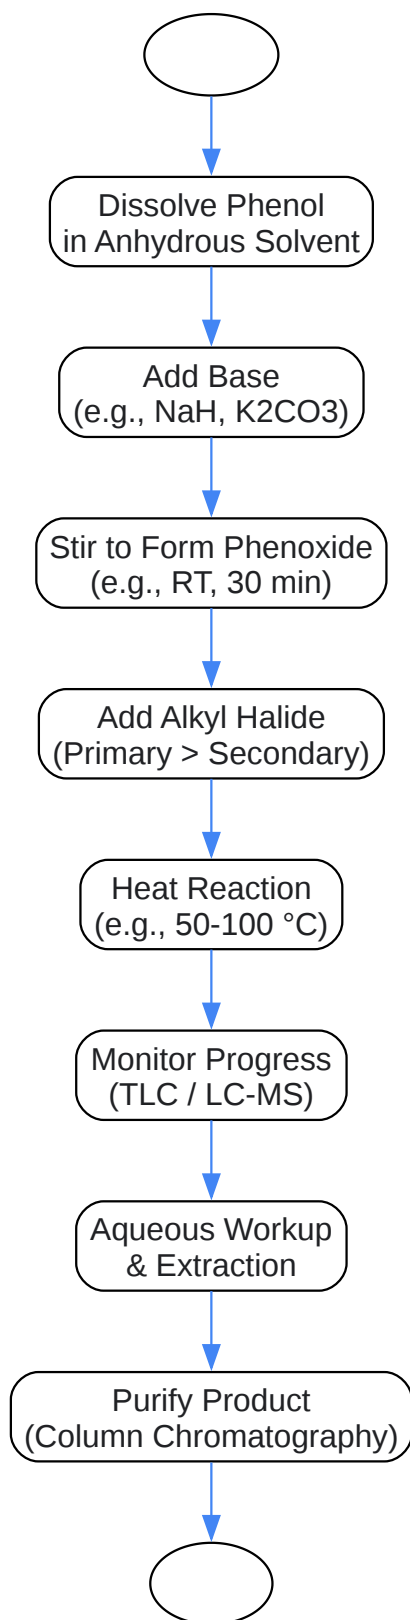 Dissolve Phenol
in Anhydrous Solvent
Add Base
(e.g., NaH, K2CO3)
Stir to Form Phenoxide
(e.g., RT, 30 min)
Add Alkyl Halide
(Primary > Secondary)
Heat Reaction
(e.g., 50-100 °C)
Monitor Progress
(TLC / LC-MS)
Aqueous Workup
& Extraction
Purify Product
(Column Chromatography)